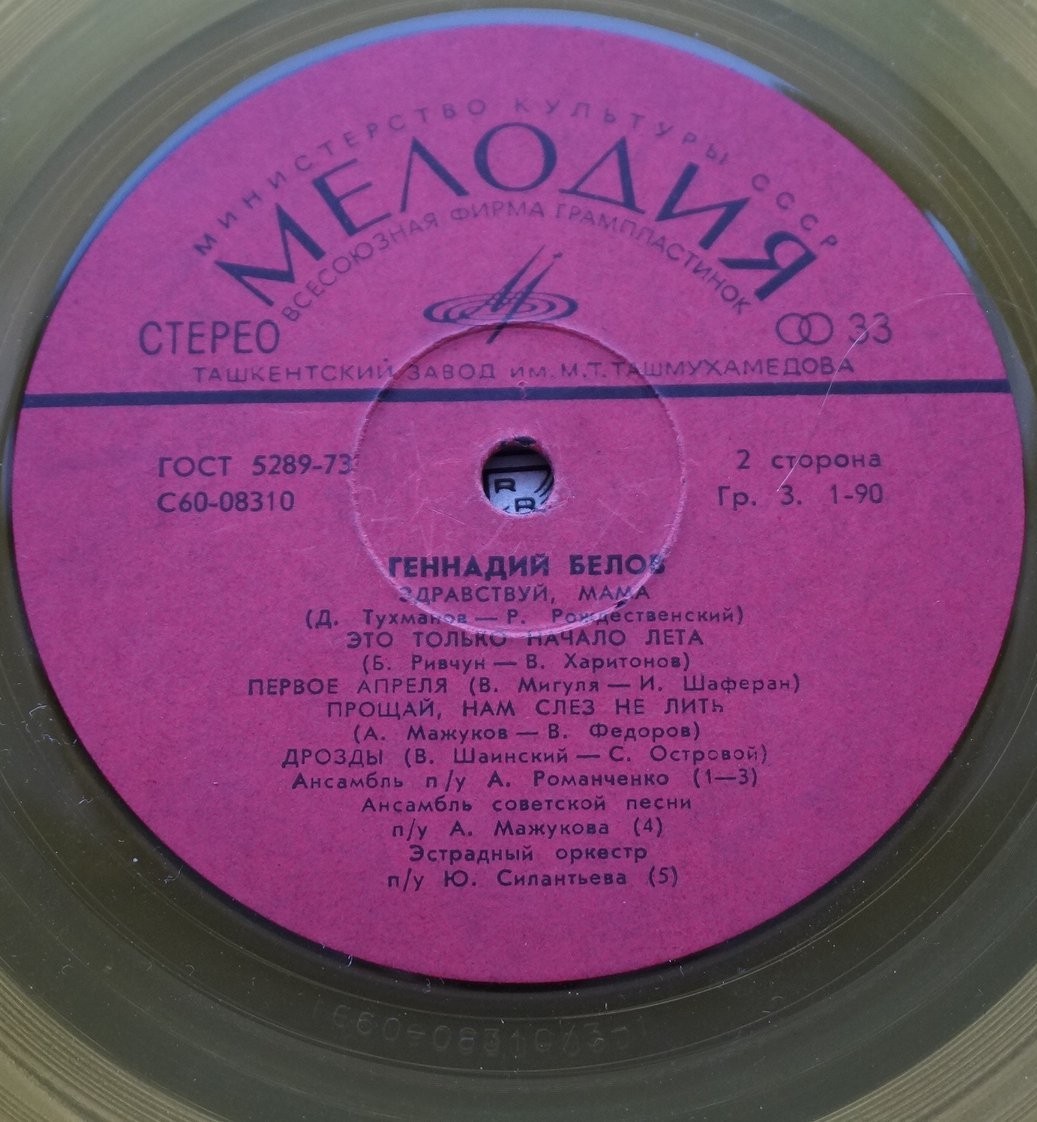 МИНИСТЕРСТВО КУЛЬТУРЫ СССР
МЕЛОДИЯ
ВСЕСОЮЗНАЯ ФИРМА ГРАМПЛАСТИНОК
СТЕРЕО 33
ТАШКЕНТСКИЙ ЗАВОД им. М.Т. ТАШМУХАМЕДОВА
ГОСТ 5289-73 2 сторона
С60-08310 Гр. 3. 1-90
ГЕННАДИЙ БЕЛОВ
ЗДРАВСТВУЙ, МАМА
(Д. Тухманов — Р. Рождественский)
ЭТО ТОЛЬКО НАЧАЛО ЛЕТА
(Б. Ривчун — В. Харитонов)
ПЕРВОЕ АПРЕЛЯ (В. Мигуля — И. Шаферан)
ПРОЩАЙ, НАМ СЛЕЗ НЕ ЛИТЬ
(А. Мажуков — В. Федоров)
ДРОЗДЫ (В. Шаинский — С. Островой)
Ансамбль п/у А. Романченко (1—3)
Ансамбль советской песни
п/у А. Мажукова (4)
Эстрадный оркестр
п/у Ю. Силантьева (5)